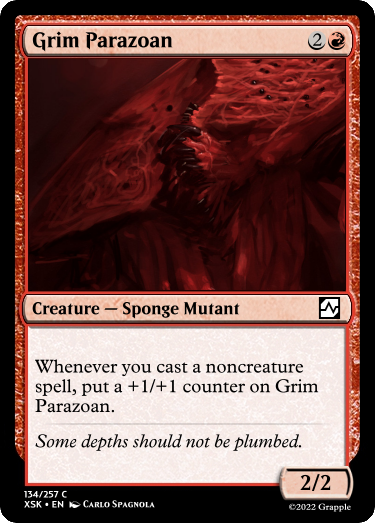 Grim Parazoan 2
Creature — Sponge Mutant
Whenever you cast a noncreature
spell, put a +1/+1 counter on Grim
Parazoan.
Some depths should not be plumbed.
2/2
134/257 C
XSK • EN Carlo Spagnola
©2022 Grapple